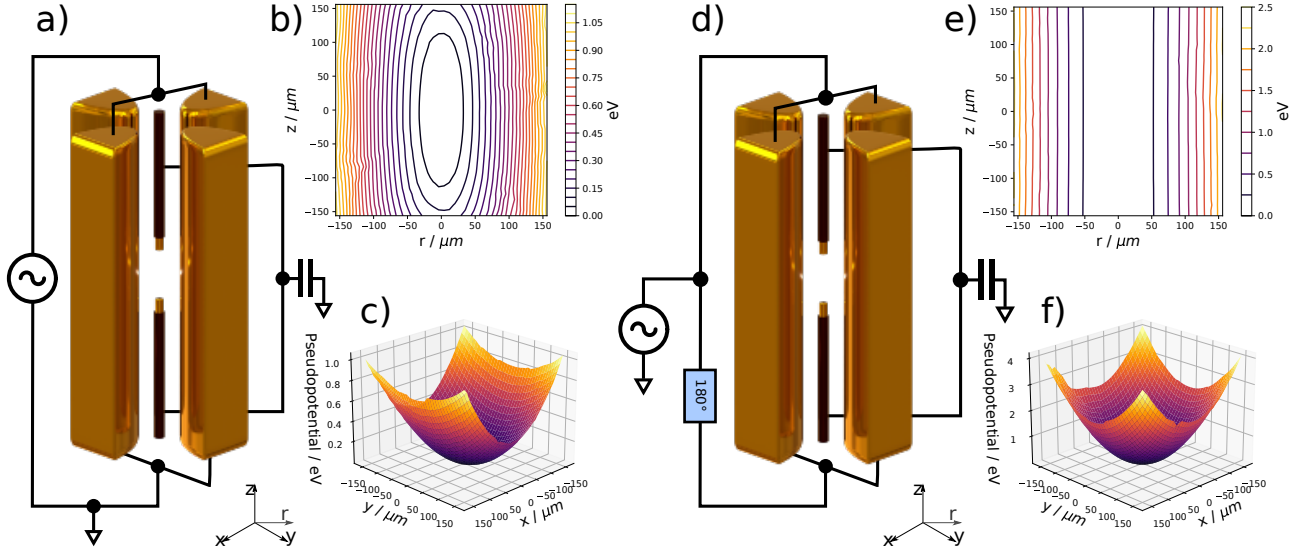 a)
z
r
x
y
b)
150
100
50
0
−50
−100
−150
z / μm
−150 −100 −50 0 50 100 150
r / μm
1.05
0.90
0.75
0.60
0.45
0.30
0.15
0.00
eV
c)
Pseudopotential / eV
1.0
0.8
0.6
0.4
0.2
−150
−100
−50
0
50
100
150
y / μm
150
100
50
0
−50
−100
−150
x / μm
d)
180°
z
r
x
y
e)
150
100
50
0
−50
−100
−150
z / μm
−150 −100 −50 0 50 100 150
r / μm
2.5
2.0
1.5
1.0
0.5
0.0
eV
f)
Pseudopotential / eV
4
3
2
1
−150
−100
−50
0
50
100
150
y / μm
150
100
50
0
−50
−100
−150
x / μm